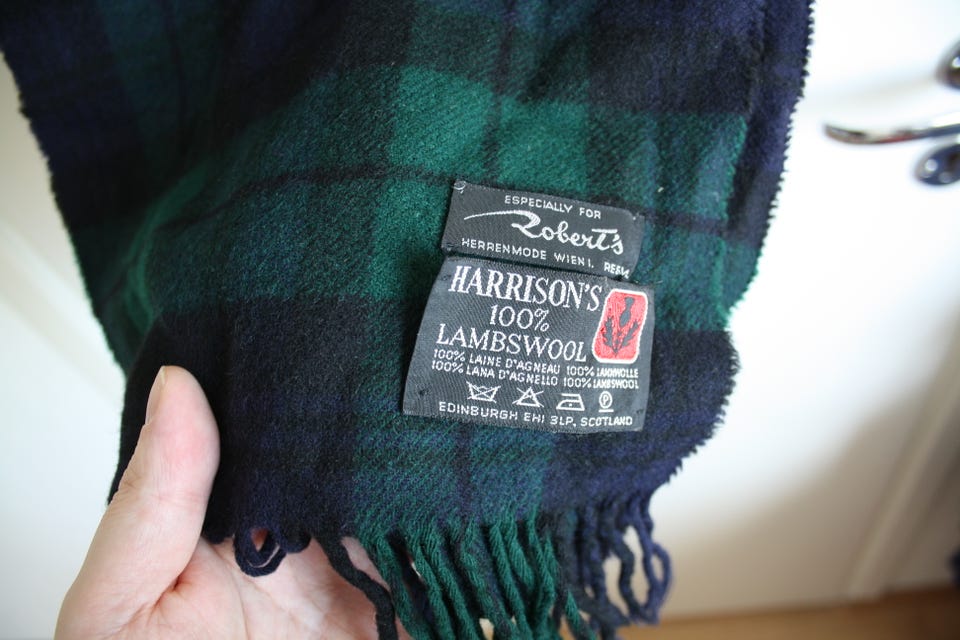 ESPECIALLY FOR
Robert's
HERRENMODE WIEN I.
HARRISON'S
100%
LAMBSWOOL
100% LAINE D'AGNEAU 100% LAMMWOLLE
100% LANA D'AGNELLO 100% LAMBSWOOL
P
EDINBURGH EH1 3LP, SCOTLAND